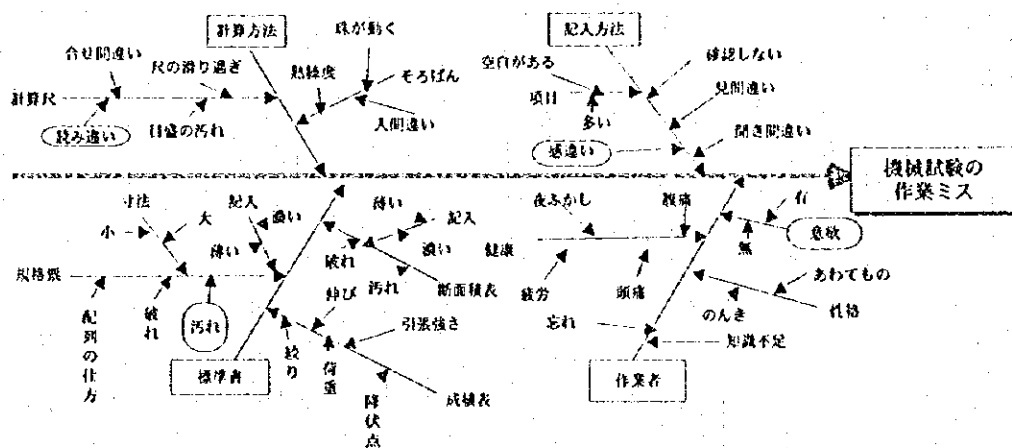 計算方法
珠が動く
記入方法
合せ間違い
尺の滑り過ぎ
熟練度
そろばん
空白がある
確認しない
計算尺
項目
見間違い
読み違い
目盛の汚れ
人間違い
多い
聞き間違い
感違い
機械試験の
作業ミス
寸法
大
記入
濃い
薄い
夜ふかし
腹痛
有
小
薄い
記入
濃い
健康
無
意欲
破れ
規格票
汚れ
断面積表
疲労
頭痛
あわてもの
配列の仕方
破れ
汚れ
伸び
引張強さ
忘れ
のんき
性格
標準書
絞り
荷重
知識不足
作業者
降伏点
成積表